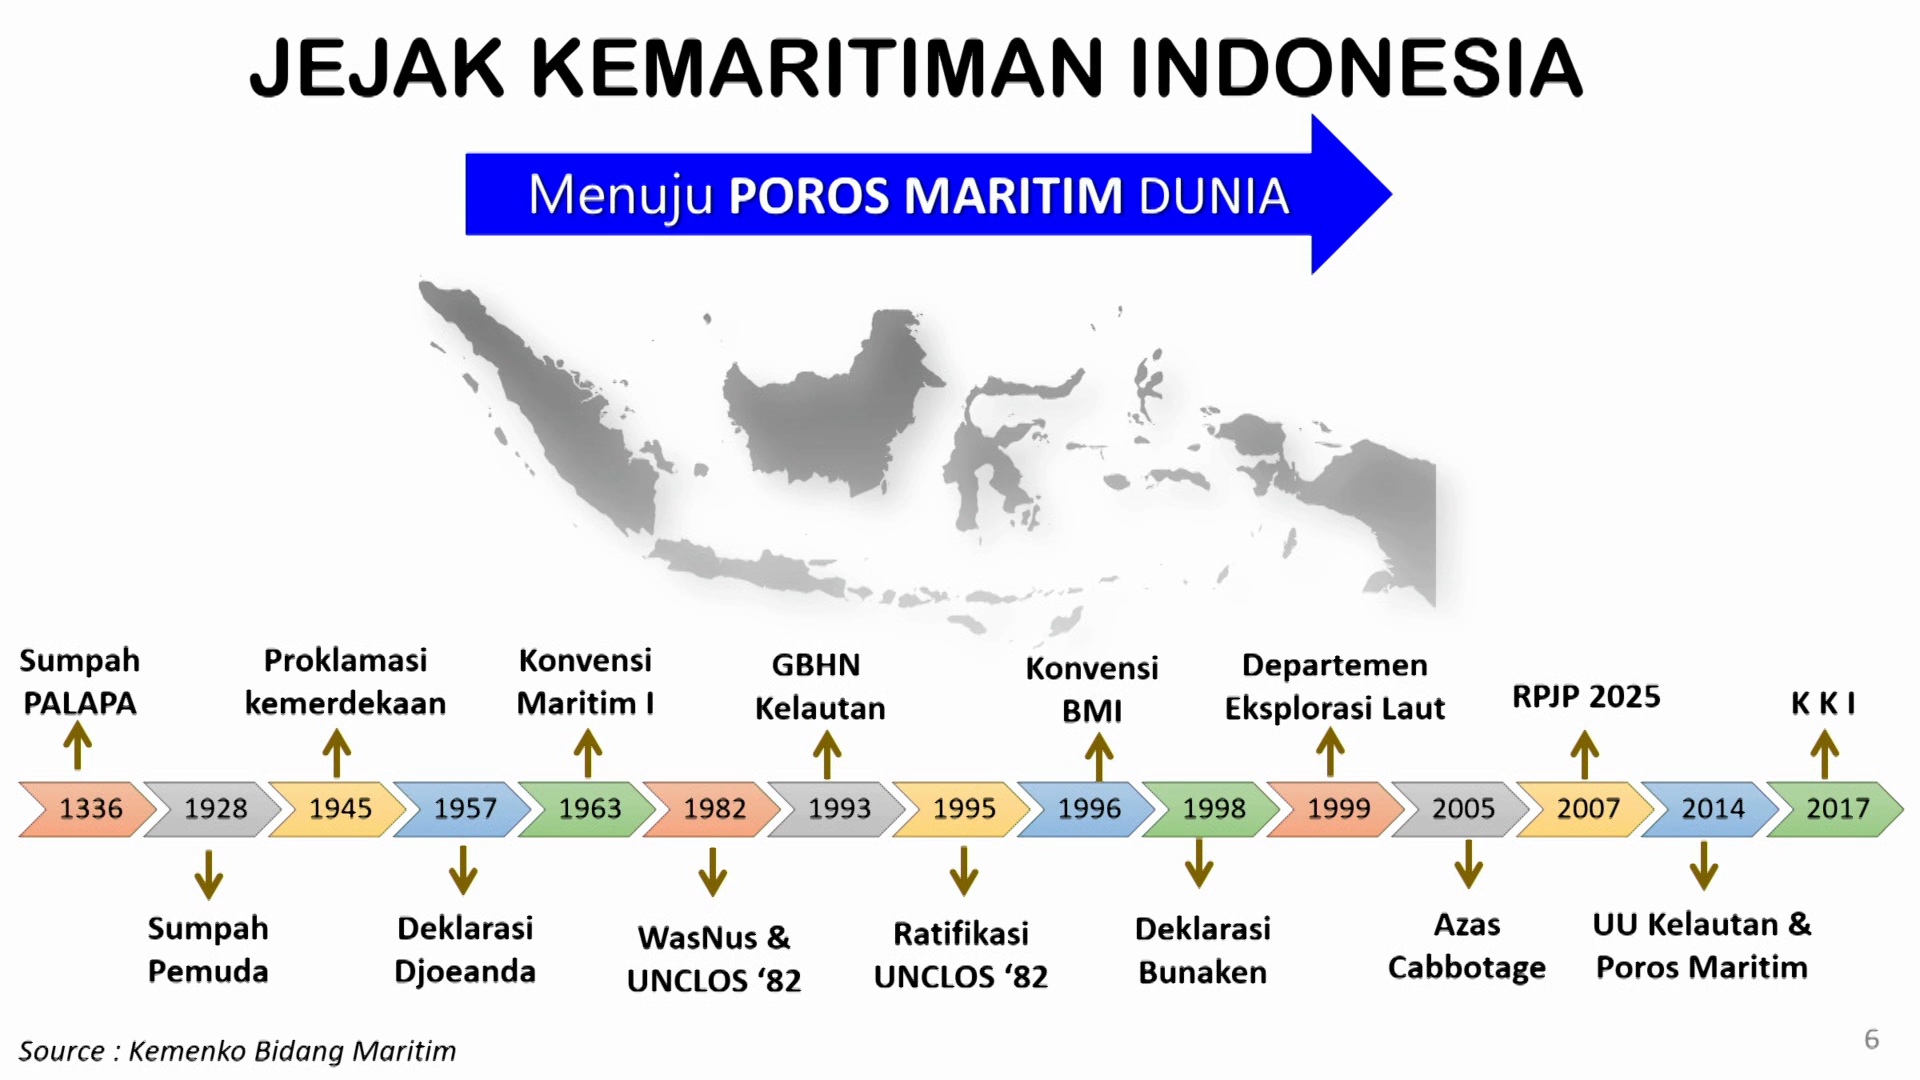 JEJAK KEMARITIMAN INDONESIA
Menuju POROS MARITIM DUNIA
Sumpah
PALAPA
Proklamasi
kemerdekaan
Konvensi
Maritim I
GBHN
Kelautan
Konvensi
BMI
Departemen
Eksplorasi Laut
RPJP 2025
K K I
1336 1928 1945 1957 1963 1982 1993 1995 1996 1998 1999 2005 2007 2014 2017
Sumpah
Pemuda
Deklarasi
Djoeanda
WasNus &
UNCLOS ‘82
Ratifikasi
UNCLOS ‘82
Deklarasi
Bunaken
Azas
Cabbotage
UU Kelautan &
Poros Maritim
Source : Kemenko Bidang Maritim
6